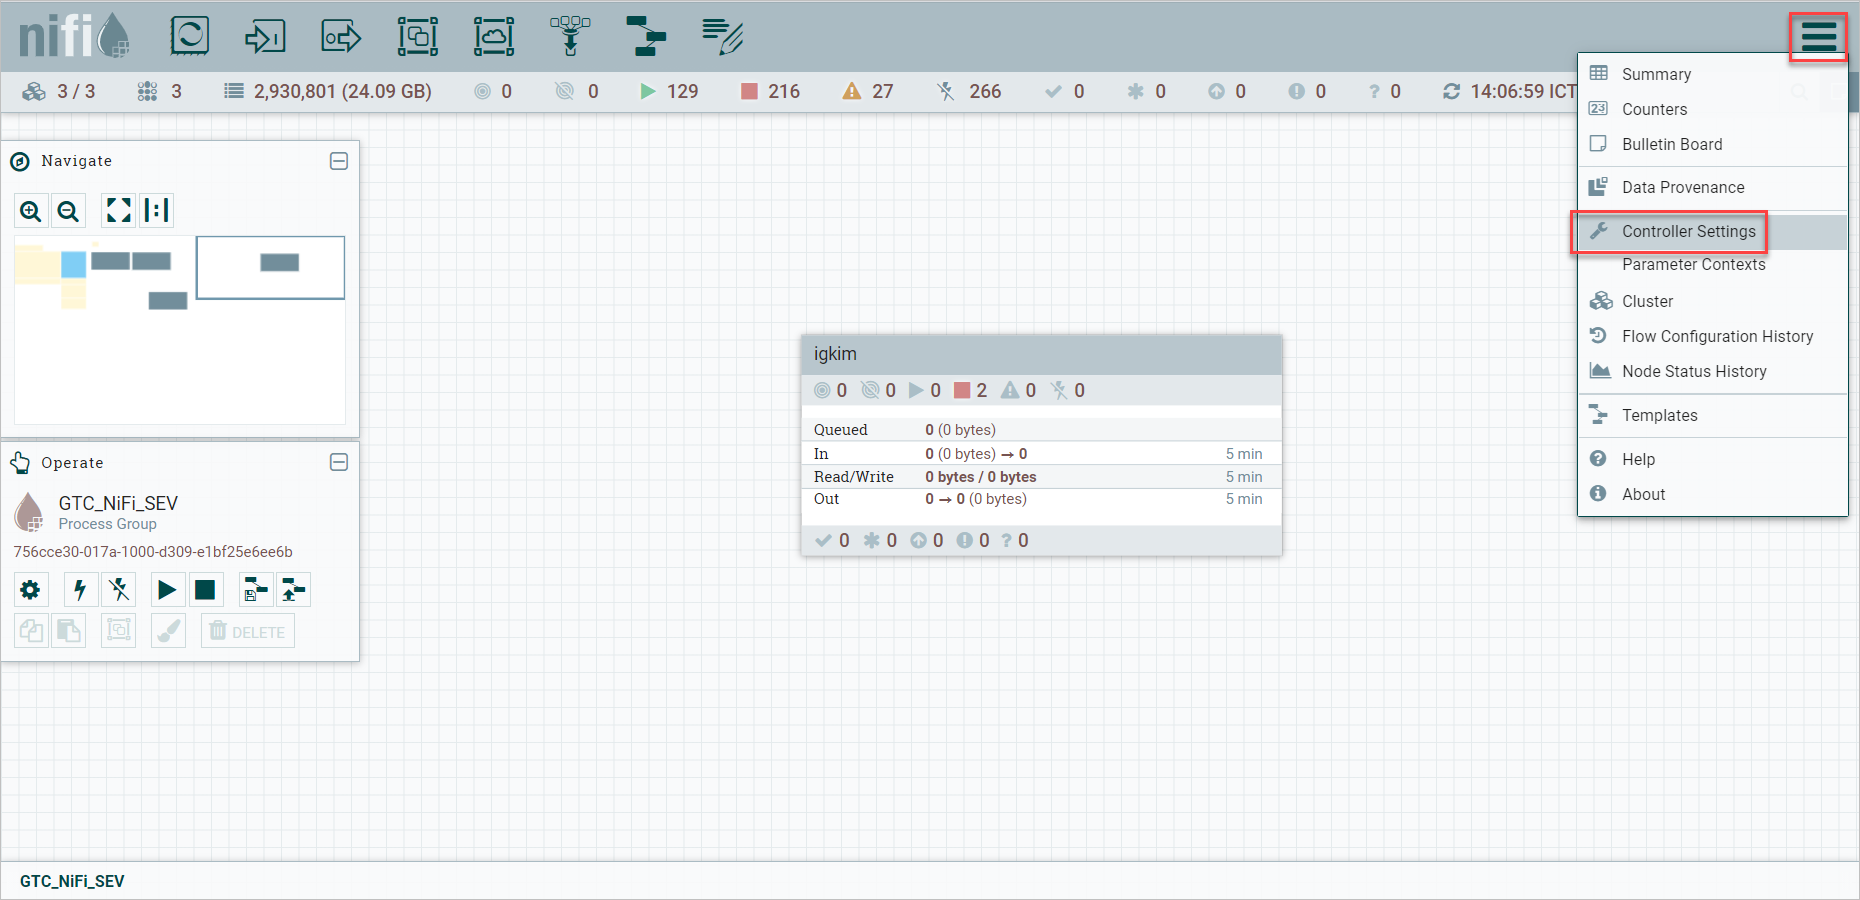 nifi
3 / 3 3 2,930,801 (24.09 GB) 0 0 129 216 27 266 0 0 0 0 ? 0 14:06:59 ICT
Summary
23 Counters
Bulletin Board
Data Provenance
Controller Settings
Parameter Contexts
Cluster
Flow Configuration History
Node Status History
Templates
Help
About
Navigate
Operate
GTC_NiFi_SEV
Process Group
756cce30-017a-1000-d309-e1bf25e6ee6b
DELETE
igkim
0 0 0 2 0 0
Queued 0 (0 bytes)
In 0 (0 bytes) → 0 5 min
Read/Write 0 bytes / 0 bytes 5 min
Out 0 → 0 (0 bytes) 5 min
0 0 0 0 ? 0
GTC_NiFi_SEV